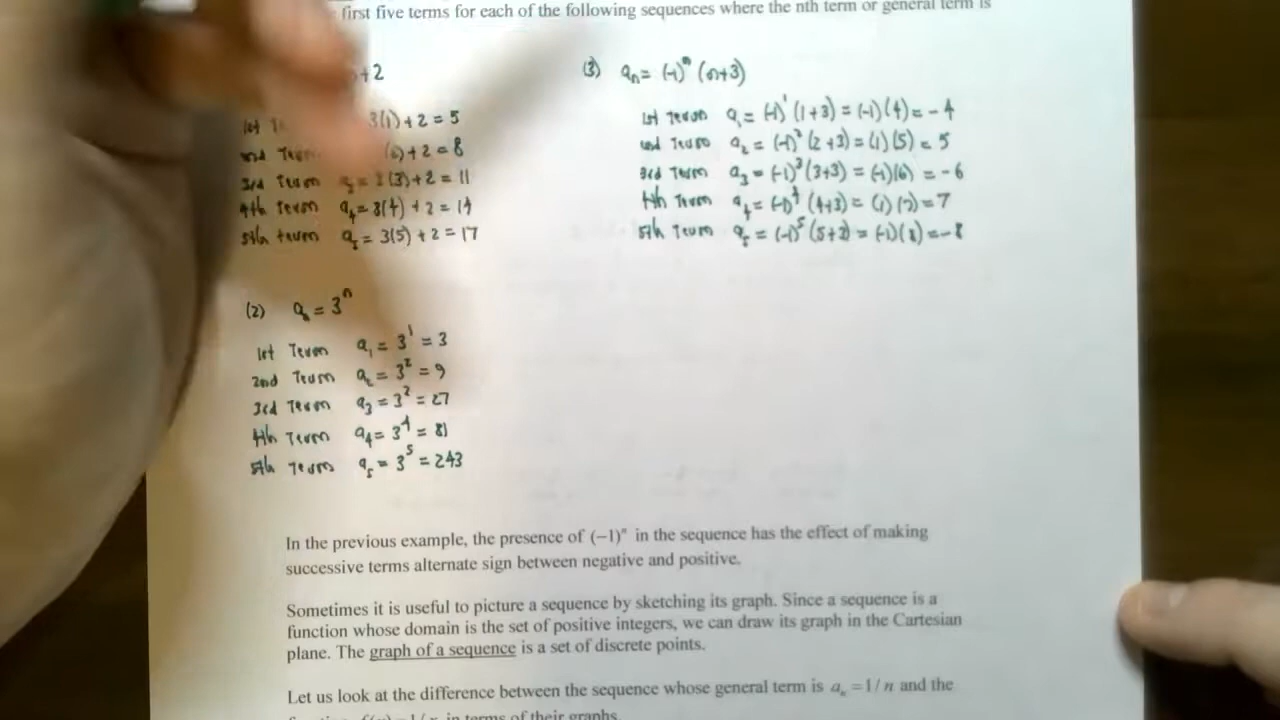 first five terms for each of the following sequences where the nth term or general term is
+2
3(1)+2 = 5
(2)+2 = 8
3rd Term (3)+2 = 11
4th Term a₄ = 3(4)+2 = 14
5th term a₅ = 3(5)+2 = 17
(3) aₙ = (-1)ⁿ (n+3)
1st Term a₁ = (-1)¹ (1+3) = (-1)(4) = -4
2nd Term a₂ = (-1)² (2+3) = (1)(5) = 5
3rd Term a₃ = (-1)³ (3+3) = (-1)(6) = -6
4th Term a₄ = (-1)⁴ (4+3) = (1)(7) = 7
5th Term a₅ = (-1)⁵ (5+3) = (-1)(8) = -8
(2) aₙ = 3ⁿ
1st Term a₁ = 3¹ = 3
2nd Term a₂ = 3² = 9
3rd Term a₃ = 3² = 27
4th Term a₄ = 3⁴ = 81
5th Term a₅ = 3⁵ = 243
In the previous example, the presence of (−1)ⁿ in the sequence has the effect of making
successive terms alternate sign between negative and positive.
Sometimes it is useful to picture a sequence by sketching its graph. Since a sequence is a
function whose domain is the set of positive integers, we can draw its graph in the Cartesian
plane. The graph of a sequence is a set of discrete points.
Let us look at the difference between the sequence whose general term is aₙ = 1/n and the
in terms of their graphs.